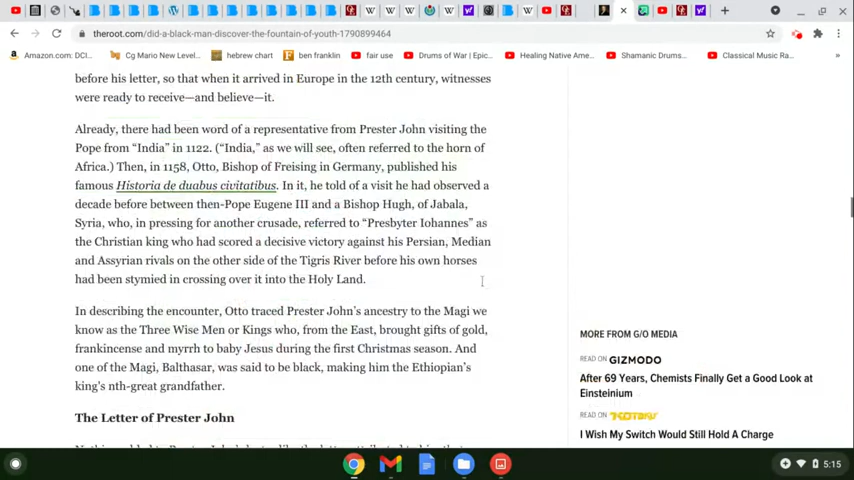 theroot.com/did-a-black-man-discover-the-fountain-of-youth-1790899464
Amazon.com: DCI...
Cg Mario New Level...
hebrew chart
ben franklin
fair use
Drums of War | Epic...
Healing Native Ame...
Shamanic Drums...
Classical Music Ra...
before his letter, so that when it arrived in Europe in the 12th century, witnesses
were ready to receive—and believe—it.
Already, there had been word of a representative from Prester John visiting the
Pope from “India” in 1122. (“India,” as we will see, often referred to the horn of
Africa.) Then, in 1158, Otto, Bishop of Freising in Germany, published his
famous Historia de duabus civitatibus. In it, he told of a visit he had observed a
decade before between then-Pope Eugene III and a Bishop Hugh, of Jabala,
Syria, who, in pressing for another crusade, referred to “Presbyter Iohannes” as
the Christian king who had scored a decisive victory against his Persian, Median
and Assyrian rivals on the other side of the Tigris River before his own horses
had been stymied in crossing over it into the Holy Land.
In describing the encounter, Otto traced Prester John’s ancestry to the Magi we
know as the Three Wise Men or Kings who, from the East, brought gifts of gold,
frankincense and myrrh to baby Jesus during the first Christmas season. And
one of the Magi, Balthasar, was said to be black, making him the Ethiopian’s
king’s nth-great grandfather.
The Letter of Prester John
MORE FROM G/O MEDIA
READ ON GIZMODO
After 69 Years, Chemists Finally Get a Good Look at
Einsteinium
READ ON KOTAKU
I Wish My Switch Would Still Hold A Charge
5:15